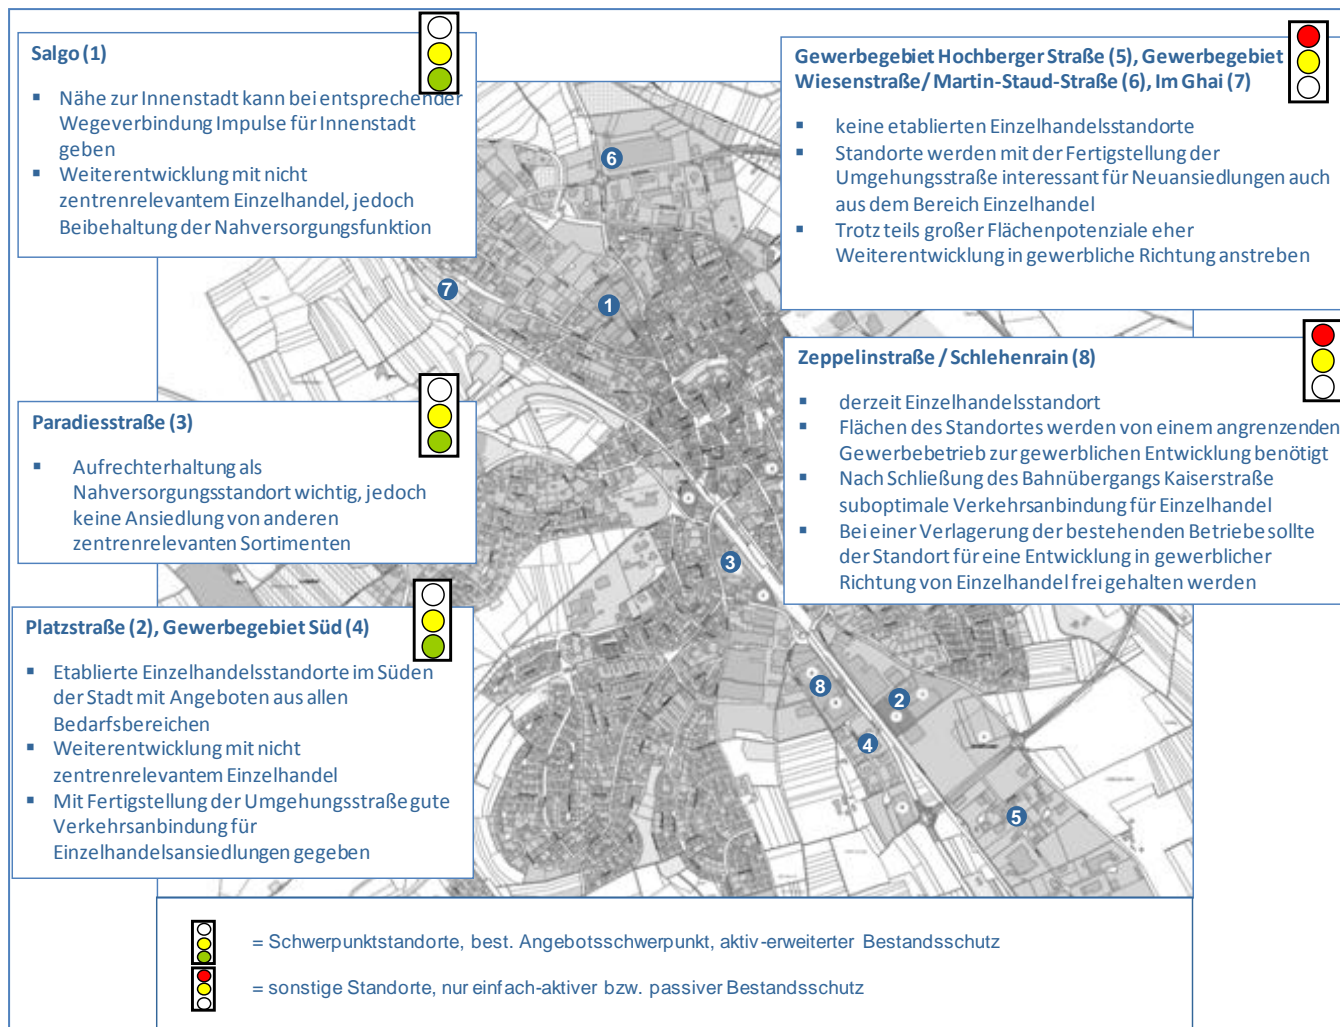 Salgo (1)
▪ Nähe zur Innenstadt kann bei entsprechender
Wegeverbindung Impulse für Innenstadt
geben
▪ Weiterentwicklung mit nicht
zentrenrelevantem Einzelhandel, jedoch
Beibehaltung der Nahversorgungsfunktion
Gewerbegebiet Hochberger Straße (5), Gewerbegebiet
Wiesenstraße/ Martin-Staud-Straße (6), Im Ghai (7)
▪ keine etablierten Einzelhandelsstandorte
▪ Standorte werden mit der Fertigstellung der
Umgehungsstraße interessant für Neuansiedlungen auch
aus dem Bereich Einzelhandel
▪ Trotz teils großer Flächenpotenziale eher
Weiterentwicklung in gewerbliche Richtung anstreben
6
7
1
Zeppelinstraße / Schlehenrain (8)
▪ derzeit Einzelhandelsstandort
▪ Flächen des Standortes werden von einem angrenzenden
Gewerbebetrieb zur gewerblichen Entwicklung benötigt
▪ Nach Schließung des Bahnübergangs Kaiserstraße
suboptimale Verkehrsanbindung für Einzelhandel
▪ Bei einer Verlagerung der bestehenden Betriebe sollte
der Standort für eine Entwicklung in gewerblicher
Richtung von Einzelhandel frei gehalten werden
Paradiesstraße (3)
▪ Aufrechterhaltung als
Nahversorgungsstandort wichtig, jedoch
keine Ansiedlung von anderen
zentrenrelevanten Sortimenten
3
Platzstraße (2), Gewerbegebiet Süd (4)
▪ Etablierte Einzelhandelsstandorte im Süden
der Stadt mit Angeboten aus allen
Bedarfsbereichen
▪ Weiterentwicklung mit nicht
zentrenrelevantem Einzelhandel
▪ Mit Fertigstellung der Umgehungsstraße gute
Verkehrsanbindung für
Einzelhandelsansiedlungen gegeben
8
2
4
5
= Schwerpunktstandorte, best. Angebotsschwerpunkt, aktiv-erweiterter Bestandsschutz
= sonstige Standorte, nur einfach-aktiver bzw. passiver Bestandsschutz